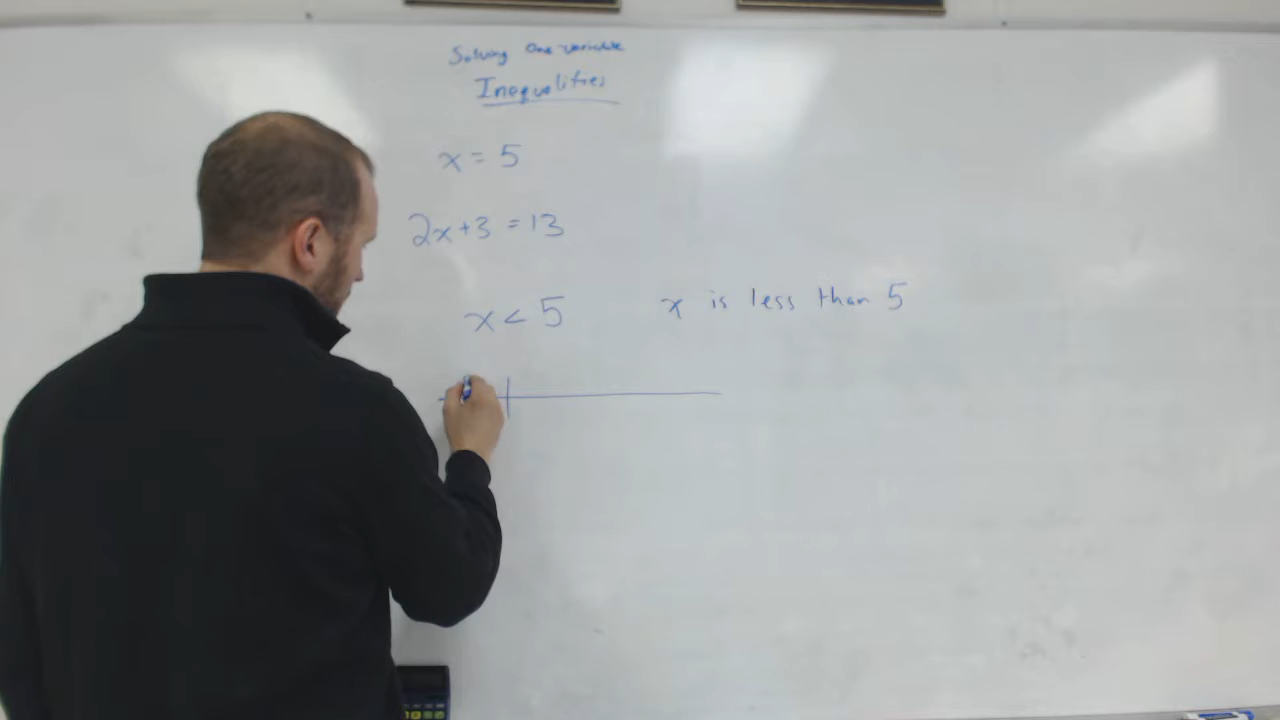 Solving One variable
Inequalities
x = 5
2x+3 = 13
x < 5
x is less than 5